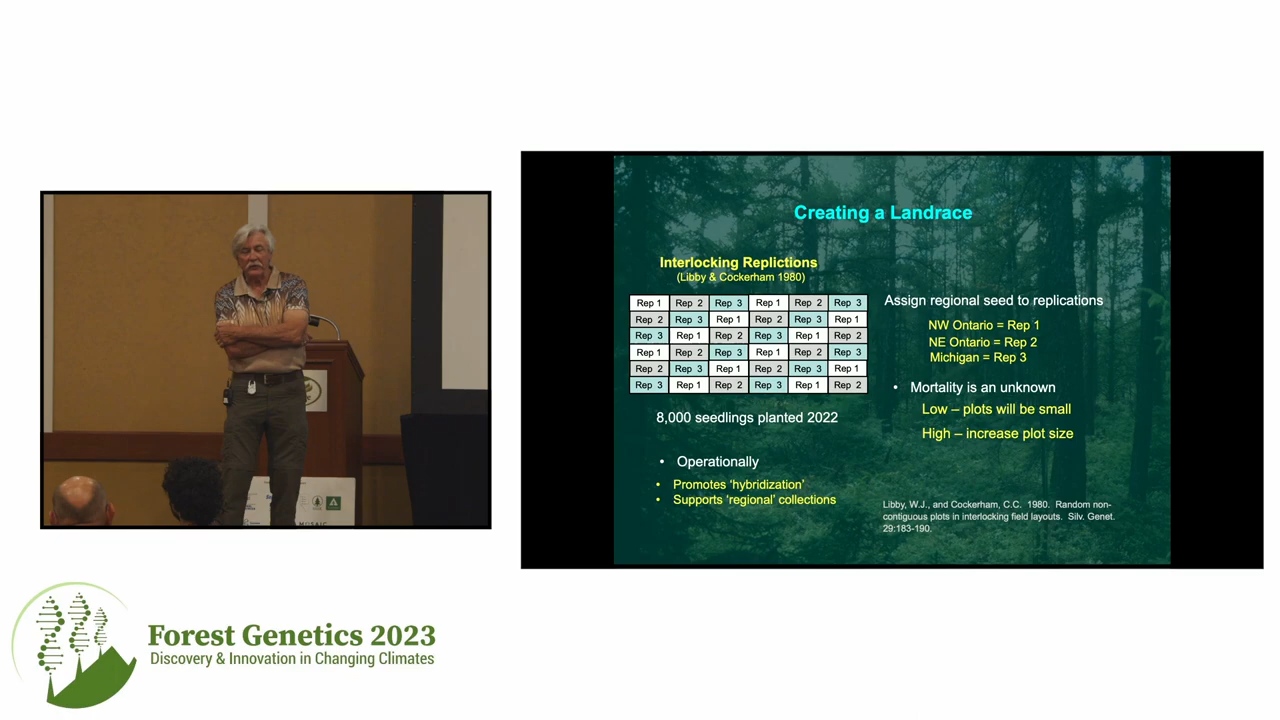 Creating a Landrace
Interlocking Replictions
(Libby & Cockerham 1980)
Rep 1 Rep 2 Rep 3 Rep 1 Rep 2 Rep 3
Rep 2 Rep 3 Rep 1 Rep 2 Rep 3 Rep 1
Rep 3 Rep 1 Rep 2 Rep 3 Rep 1 Rep 2
Rep 1 Rep 2 Rep 3 Rep 1 Rep 2 Rep 3
Rep 2 Rep 3 Rep 1 Rep 2 Rep 3 Rep 1
Rep 3 Rep 1 Rep 2 Rep 3 Rep 1 Rep 2
8,000 seedlings planted 2022
• Operationally
• Promotes ‘hybridization’
• Supports ‘regional’ collections
Assign regional seed to replications
NW Ontario = Rep 1
NE Ontario = Rep 2
Michigan = Rep 3
• Mortality is an unknown
Low – plots will be small
High – increase plot size
Libby, W.J., and Cockerham, C.C. 1980. Random non-
contiguous plots in interlocking field layouts. Silv. Genet.
29:183-190.
Forest Genetics 2023
Discovery & Innovation in Changing Climates